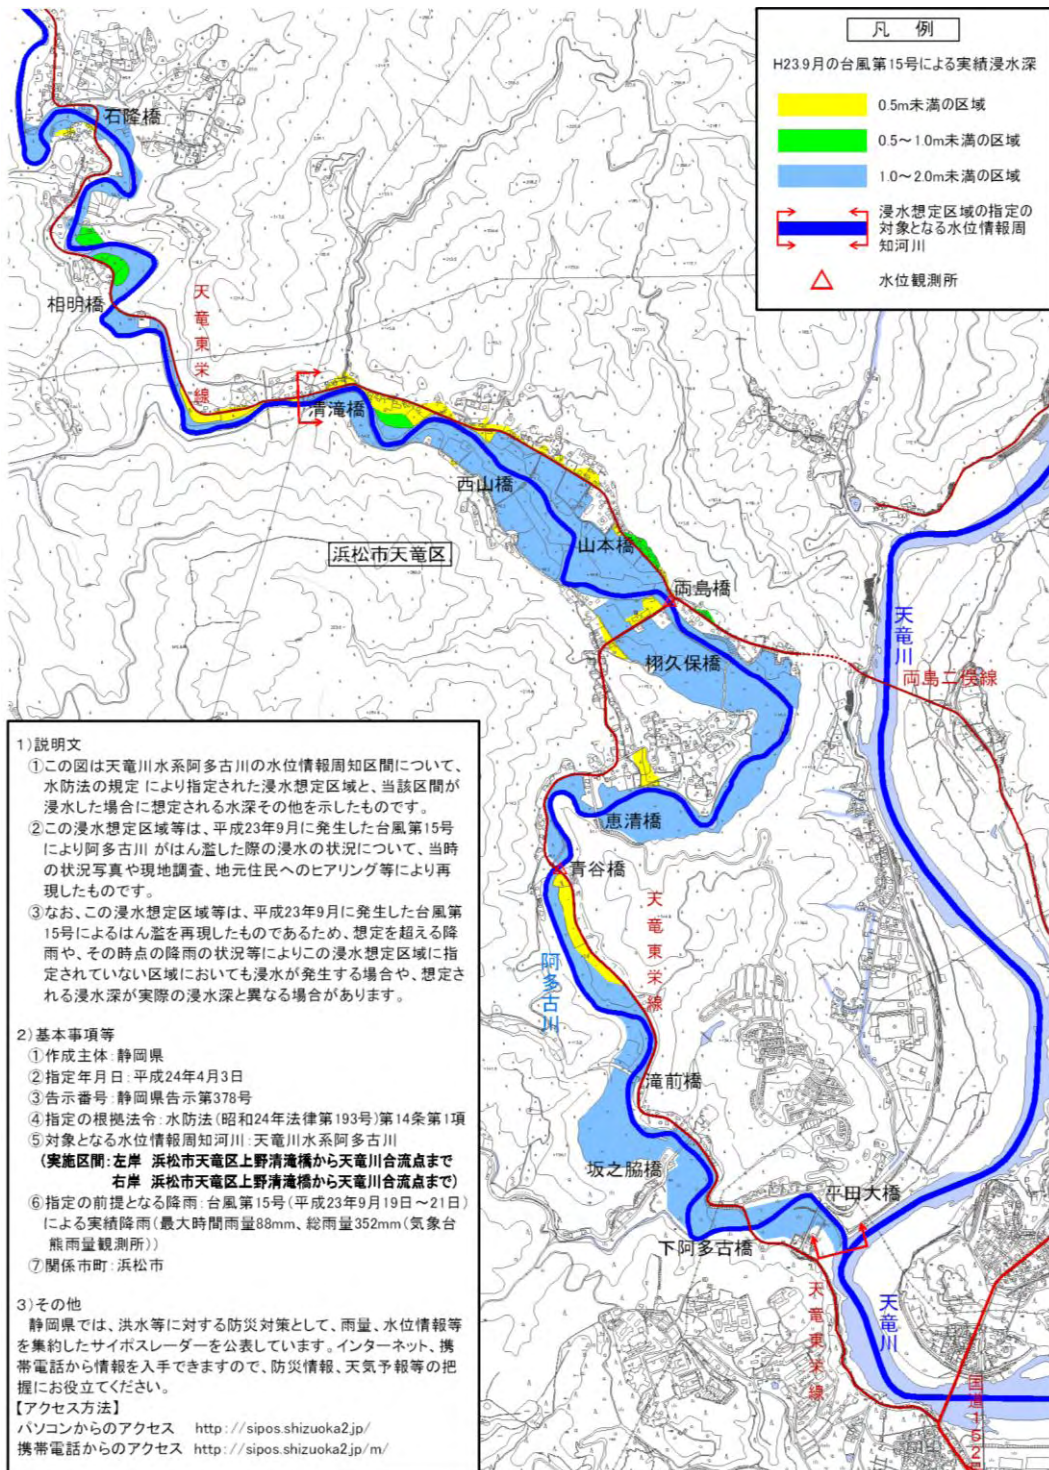 凡 例
H23.9月の台風第15号による実績浸水深
0.5m未満の区域
0.5～1.0m未満の区域
1.0～2.0m未満の区域
浸水想定区域の指定の
対象となる水位情報周
知河川
水位観測所
石隆橋
相明橋
天竜東栄線
清滝橋
西山橋
浜松市天竜区
山本橋
両島橋
栩久保橋
天竜川
両島二俣線
恵清橋
青谷橋
天竜東栄線
阿多古川
滝前橋
坂之脇橋
平田大橋
下阿多古橋
天竜東栄線
天竜川
国道152号
1)説明文
①この図は天竜川水系阿多古川の水位情報周知区間について、
水防法の規定 により指定された浸水想定区域と、当該区間が
浸水した場合に想定される水深その他を示したものです。
②この浸水想定区域等は、平成23年9月に発生した台風第15号
により阿多古川 がはん濫した際の浸水の状況について、当時
の状況写真や現地調査、地元住民へのヒアリング等により再
現したものです。
③なお、この浸水想定区域等は、平成23年9月に発生した台風第
15号によるはん濫を再現したものであるため、想定を超える降
雨や、その時点の降雨の状況等によりこの浸水想定区域に指
定されていない区域においても浸水が発生する場合や、想定さ
れる浸水深が実際の浸水深と異なる場合があります。
2)基本事項等
①作成主体:静岡県
②指定年月日:平成24年4月3日
③告示番号:静岡県告示第378号
④指定の根拠法令:水防法(昭和24年法律第193号)第14条第1項
⑤対象となる水位情報周知河川:天竜川水系阿多古川
(実施区間:左岸 浜松市天竜区上野清滝橋から天竜川合流点まで
右岸 浜松市天竜区上野清滝橋から天竜川合流点まで)
⑥指定の前提となる降雨:台風第15号(平成23年9月19日～21日)
による実績降雨(最大時間雨量88mm、総雨量352mm(気象台
熊雨量観測所))
⑦関係市町:浜松市
3)その他
静岡県では、洪水等に対する防災対策として、雨量、水位情報等
を集約したサイポスレーダーを公表しています。インターネット、携
帯電話から情報を入手できますので、防災情報、天気予報等の把
握にお役立てください。
【アクセス方法】
パソコンからのアクセス http://sipos.shizuoka2.jp/
携帯電話からのアクセス http://sipos.shizuoka2.jp/m/